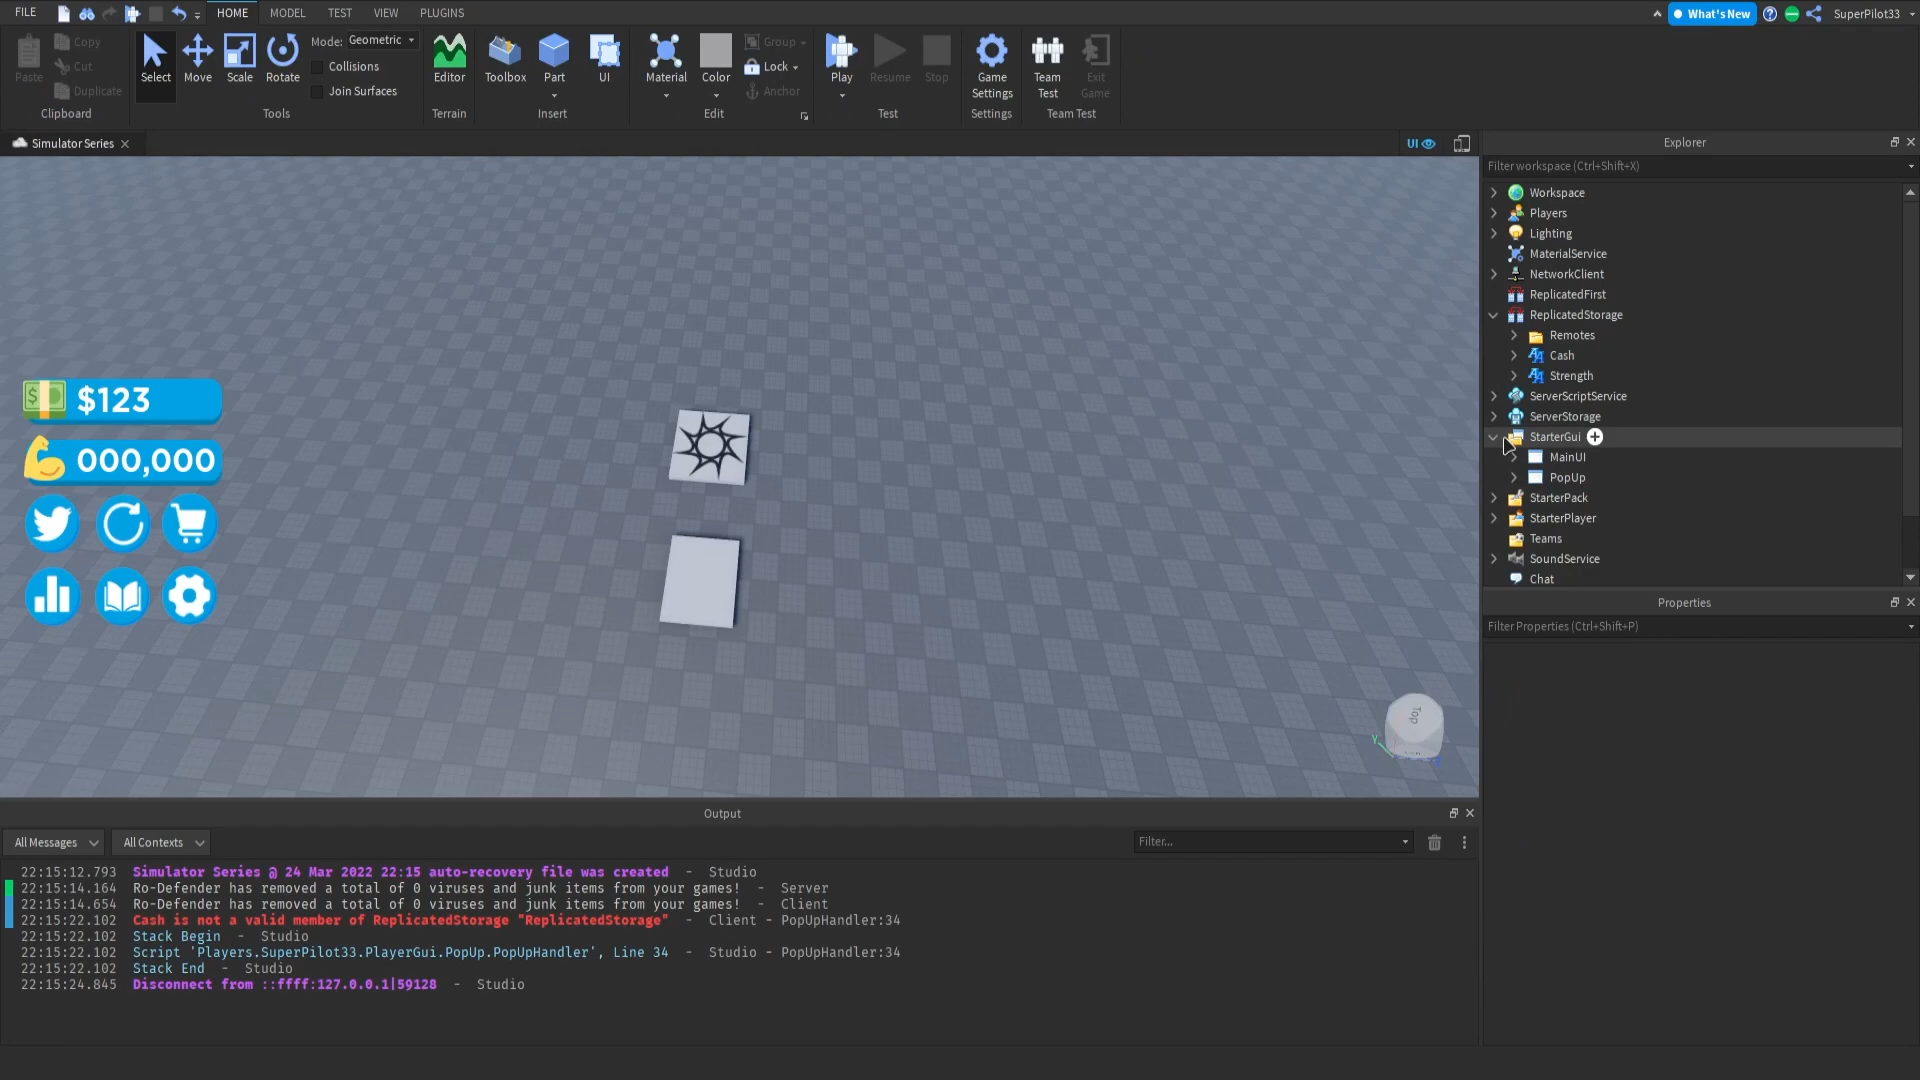 FILE HOME MODEL TEST VIEW PLUGINS What's New SuperPilot33
Paste Copy Cut Duplicate Clipboard
Select Move Scale Rotate Mode: Geometric Collisions Join Surfaces Tools
Editor Terrain
Toolbox Part UI Insert
Material Color Group Lock Anchor Edit
Play Resume Stop Test
Game Settings Settings
Team Test Exit Game Team Test
Simulator Series UI
$123
000,000
Top
Y
Explorer
Filter workspace (Ctrl+Shift+X)
Workspace
Players
Lighting
MaterialService
NetworkClient
ReplicatedFirst
ReplicatedStorage
Remotes
Cash
Strength
ServerScriptService
ServerStorage
StarterGui
MainUI
PopUp
StarterPack
StarterPlayer
Teams
SoundService
Chat
Properties
Filter Properties (Ctrl+Shift+P)
Output
All Messages All Contexts Filter...
22:15:12.793 Simulator Series @ 24 Mar 2022 22:15 auto-recovery file was created - Studio
22:15:14.164 Ro-Defender has removed a total of 0 viruses and junk items from your games! - Server
22:15:14.654 Ro-Defender has removed a total of 0 viruses and junk items from your games! - Client
22:15:22.102 Cash is not a valid member of ReplicatedStorage "ReplicatedStorage" - Client - PopUpHandler:34
22:15:22.102 Stack Begin - Studio
22:15:22.102 Script 'Players.SuperPilot33.PlayerGui.PopUp.PopUpHandler', Line 34 - Studio - PopUpHandler:34
22:15:22.102 Stack End - Studio
22:15:24.845 Disconnect from ::ffff:127.0.0.1|59128 - Studio